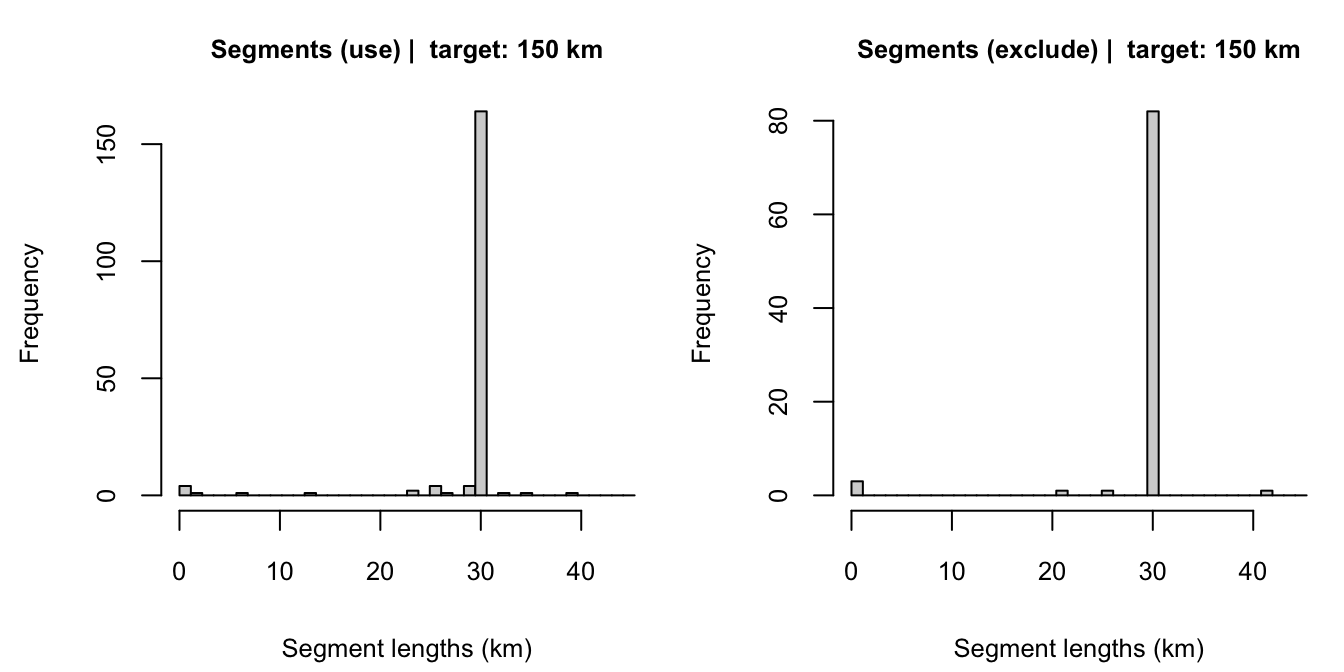 Segments (use) |  target: 150 km
Frequency
150
100
50
0
0 10 20 30 40
Segment lengths (km)
Segments (exclude) |  target: 150 km
Frequency
80
60
40
20
0
0 10 20 30 40
Segment lengths (km)